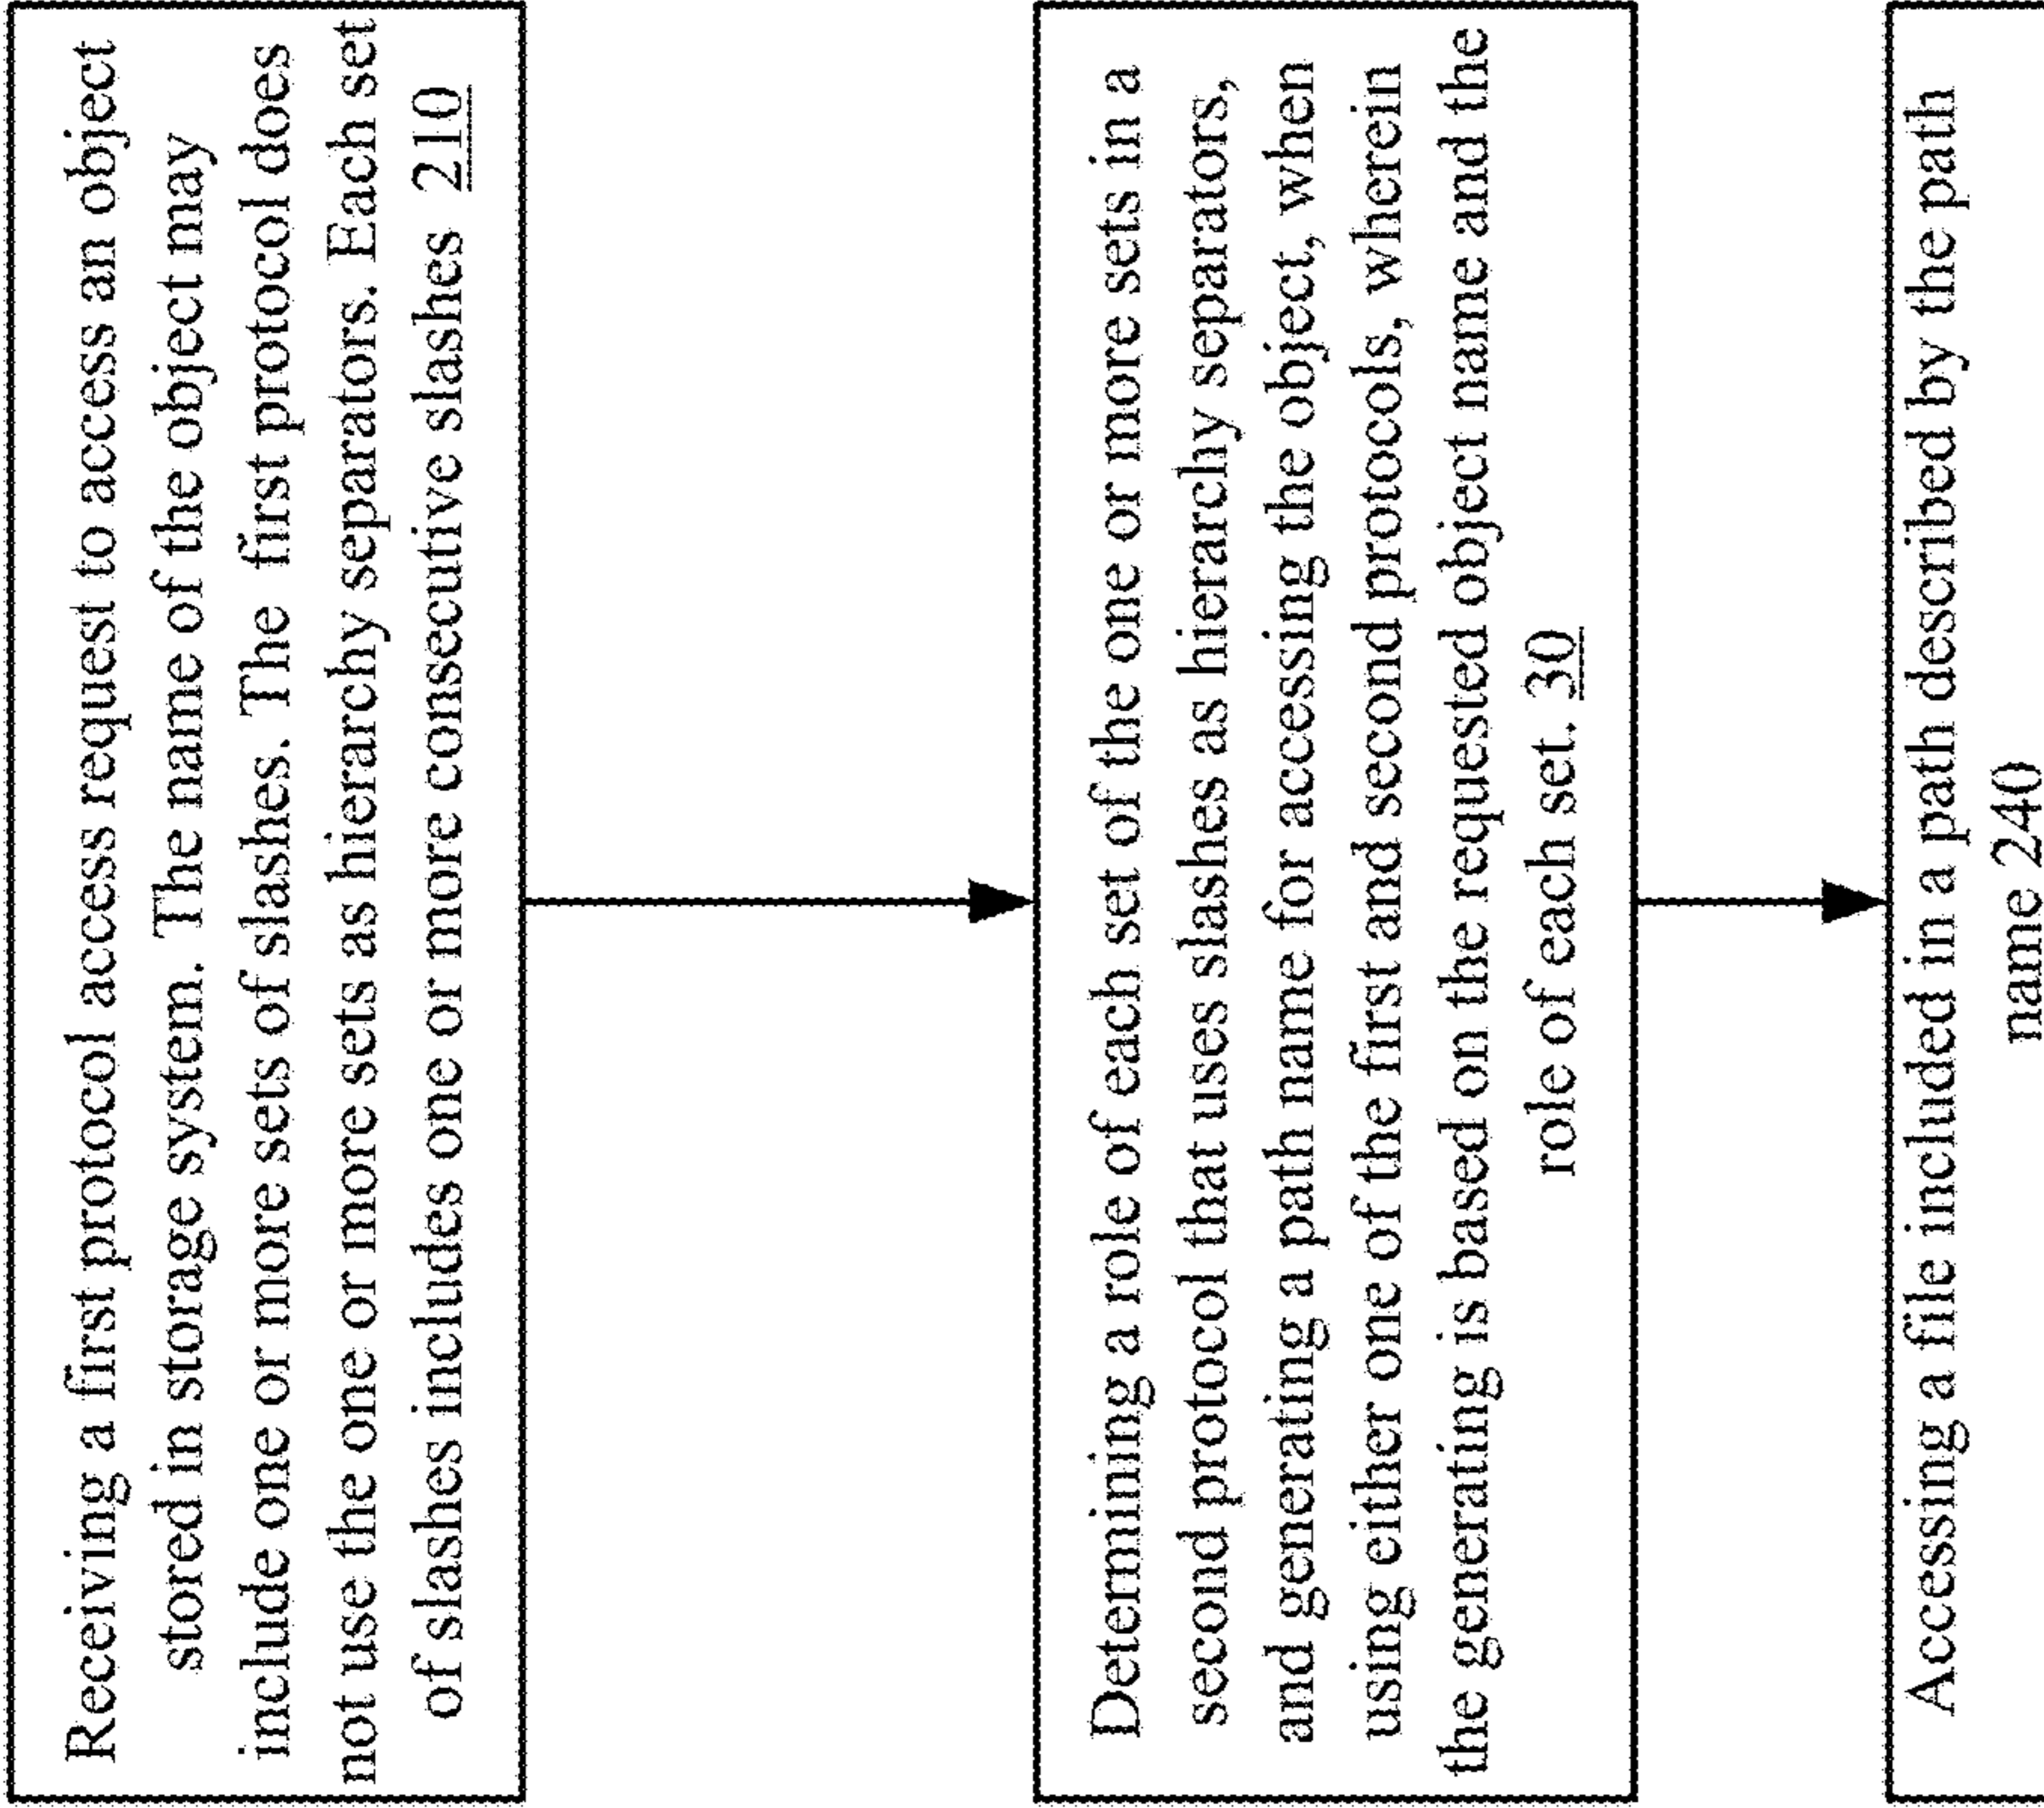 Receiving a first protocol access request to access an object
stored in storage system. The name of the object may
include one or more sets of slashes. The first protocol does
not use the one or more sets as hierarchy separators. Each set
of slashes includes one or more consecutive slashes 210
Determining a role of each set of the one or more sets in a
second protocol that uses slashes as hierarchy separators,
and generating a path name for accessing the object, when
using either one of the first and second protocols, wherein
the generating is based on the requested object name and the
role of each set. 30
Accessing a file included in a path described by the path
name 240